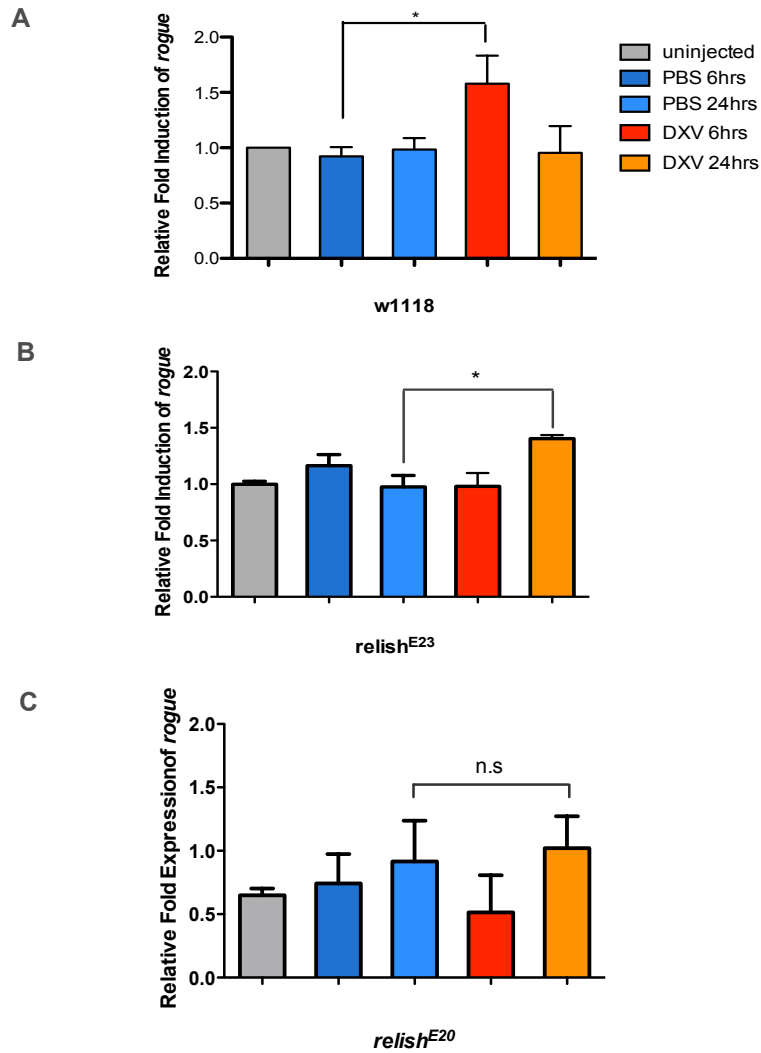 A
Relative Fold Induction of rogue
2.0
1.5
1.0
0.5
0.0
*
w1118
uninjected
PBS 6hrs
PBS 24hrs
DXV 6hrs
DXV 24hrs
B
Relative Fold Induction of rogue
2.0
1.5
1.0
0.5
0.0
*
relishE23
C
Relative Fold Expressionof rogue
2.0
1.5
1.0
0.5
0.0
n.s
relishE20